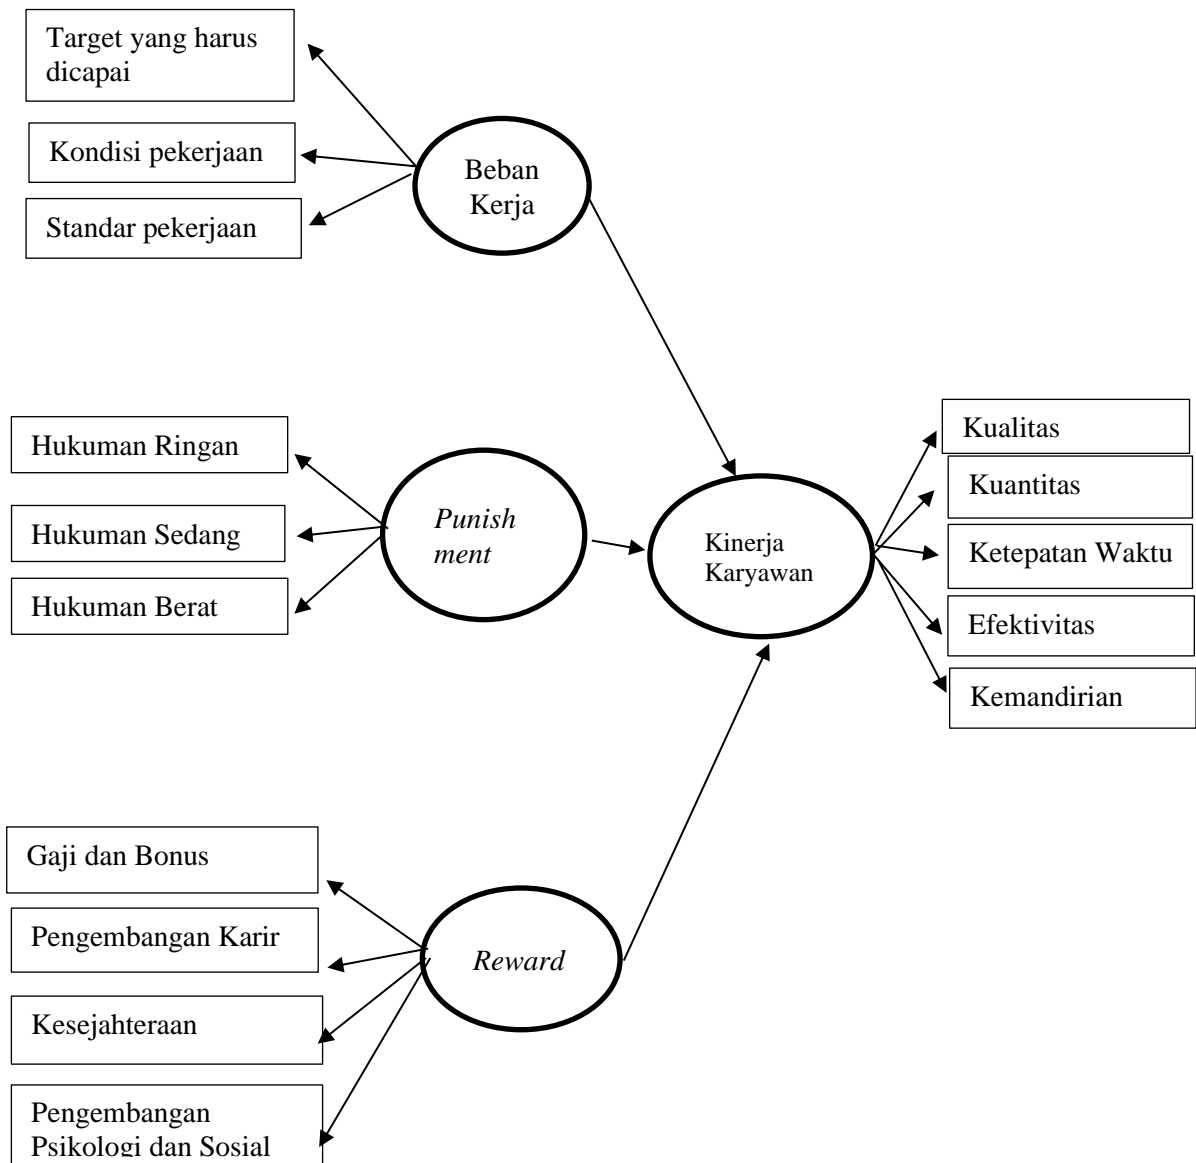 Target yang harus
dicapai
Kondisi pekerjaan
Standar pekerjaan
Beban
Kerja
Hukuman Ringan
Hukuman Sedang
Hukuman Berat
Punish
ment
Kinerja
Karyawan
Kualitas
Kuantitas
Ketepatan Waktu
Efektivitas
Kemandirian
Gaji dan Bonus
Pengembangan Karir
Kesejahteraan
Pengembangan
Psikologi dan Sosial
Reward